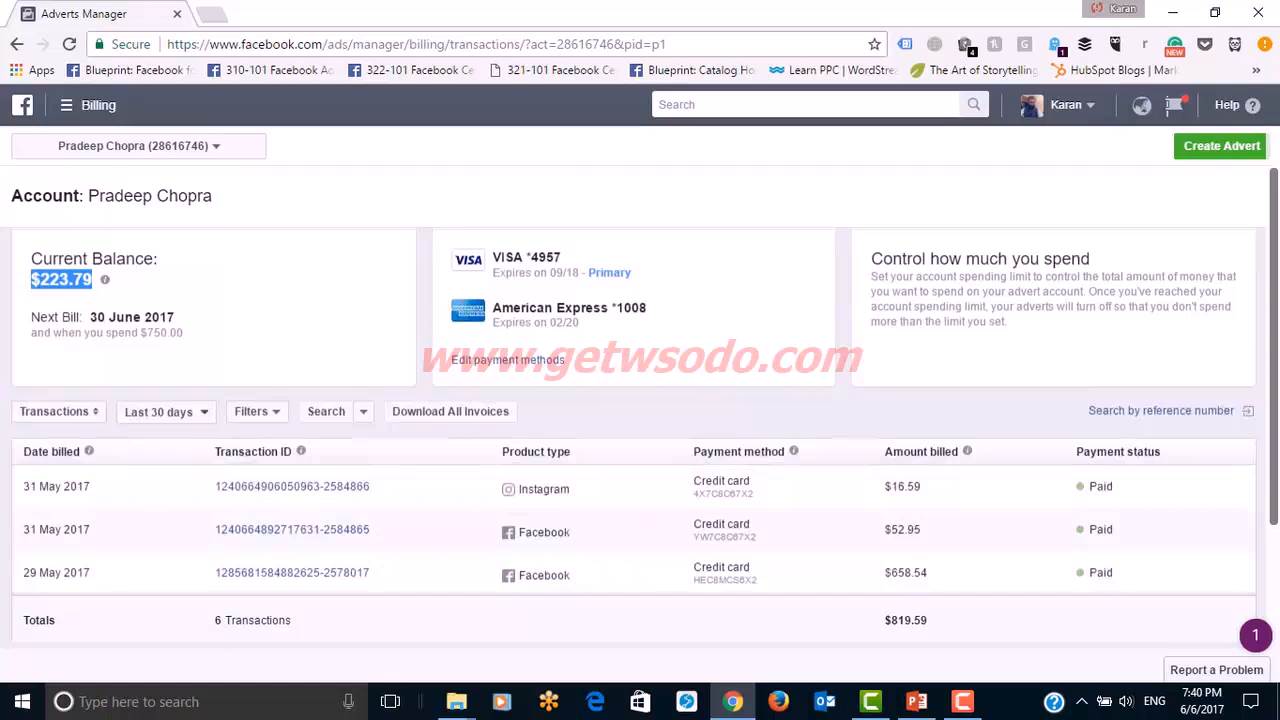 Adverts Manager
Karan
Secure
https://www.facebook.com/ads/manager/billing/transactions/?act=28616746&pid=p1
4
1
NEW
Apps
Blueprint: Facebook fo
310-101 Facebook Ac
322-101 Facebook Ce
321-101 Facebook Ce
Blueprint: Catalog Ho
Learn PPC | WordStrea
The Art of Storytelling
HubSpot Blogs | Mark
»
Billing
Search
Karan
Help
Pradeep Chopra (28616746)
Create Advert
Account: Pradeep Chopra
Current Balance:
$223.79
Next Bill: 30 June 2017
and when you spend $750.00
VISA
VISA *4957
Expires on 09/18 - Primary
American Express *1008
Expires on 02/20
Edit payment methods
Control how much you spend
Set your account spending limit to control the total amount of money that
you want to spend on your advert account. Once you've reached your
account spending limit, your adverts will turn off so that you don't spend
more than the limit you set.
www.getwsodo.com
Transactions
Last 30 days
Filters
Search
Download All Invoices
Search by reference number
Date billed
Transaction ID
Product type
Payment method
Amount billed
Payment status
31 May 2017
1240664906050963-2584866
Instagram
Credit card
4X7C8C67X2
$16.59
Paid
31 May 2017
1240664892717631-2584865
Facebook
Credit card
YW7C8C67X2
$52.95
Paid
29 May 2017
1285681584882625-2578017
Facebook
Credit card
HEC8MCS6X2
$658.54
Paid
Totals
6 Transactions
$819.59
1
Report a Problem
Type here to search
ENG
7:40 PM
6/6/2017